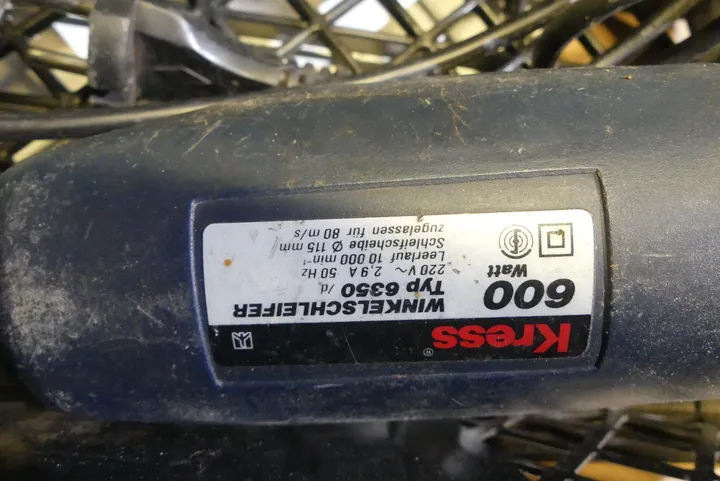 Kress ®
WINKELSCHLEIFER
600 Watt
Typ 6350 /d
220 V ~ 2,9 A 50 Hz
Leerlauf 10 000 min⁻¹
Schleifscheibe Ø 115 mm
zugelassen für 80 m/s